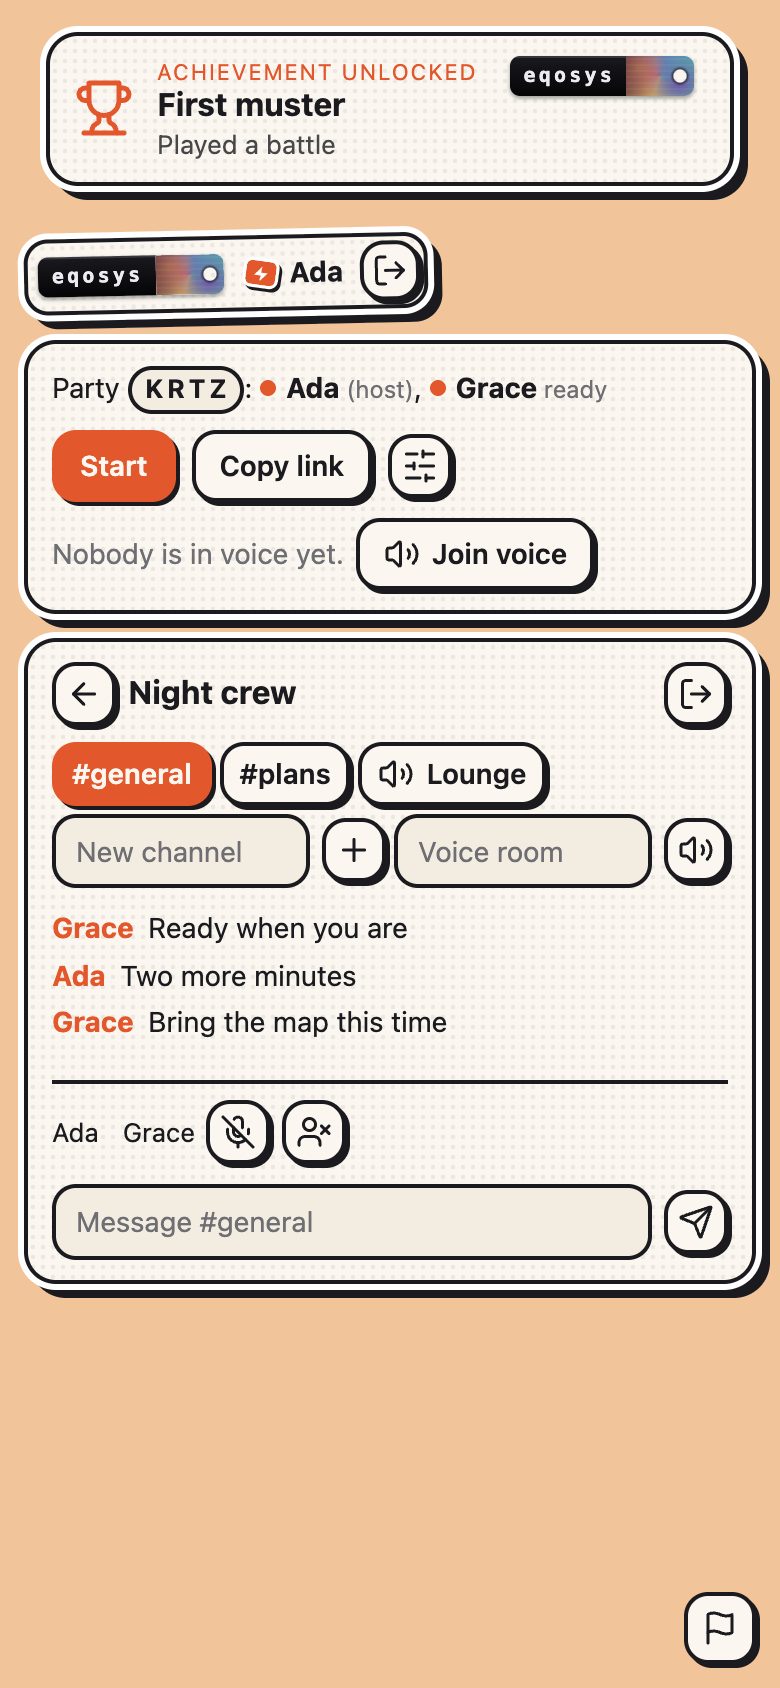 ACHIEVEMENT UNLOCKED
First muster
Played a battle
eqosys
eqosys
Ada
Party KRTZ: Ada (host), Grace ready
Start
Copy link
Nobody is in voice yet.
Join voice
Night crew
#general
#plans
Lounge
New channel
Voice room
Grace Ready when you are
Ada Two more minutes
Grace Bring the map this time
Ada Grace
Message #general